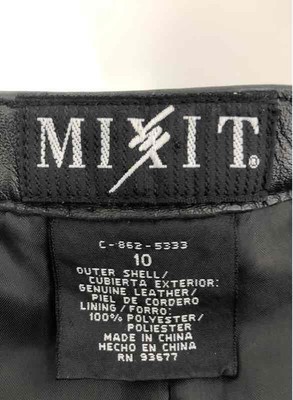 MIXIT®
C-862-5333
10
OUTER SHELL/
CUBIERTA EXTERIOR:
GENUINE LEATHER/
PIEL DE CORDERO
LINING/FORRO:
100% POLYESTER/
POLIESTER
MADE IN CHINA
HECHO EN CHINA
RN 93677